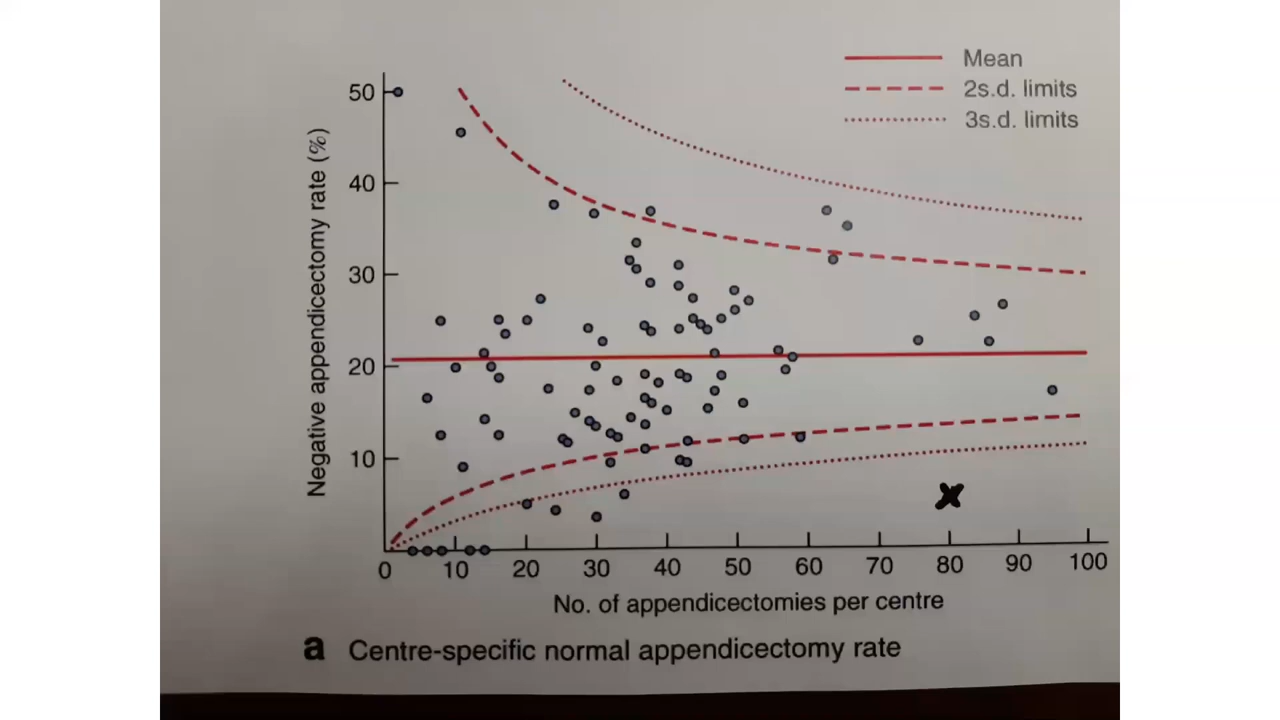 Mean
2s.d. limits
3s.d. limits
Negative appendicectomy rate (%)
50
40
30
20
10
0 10 20 30 40 50 60 70 80 90 100
No. of appendicectomies per centre
a Centre-specific normal appendicectomy rate